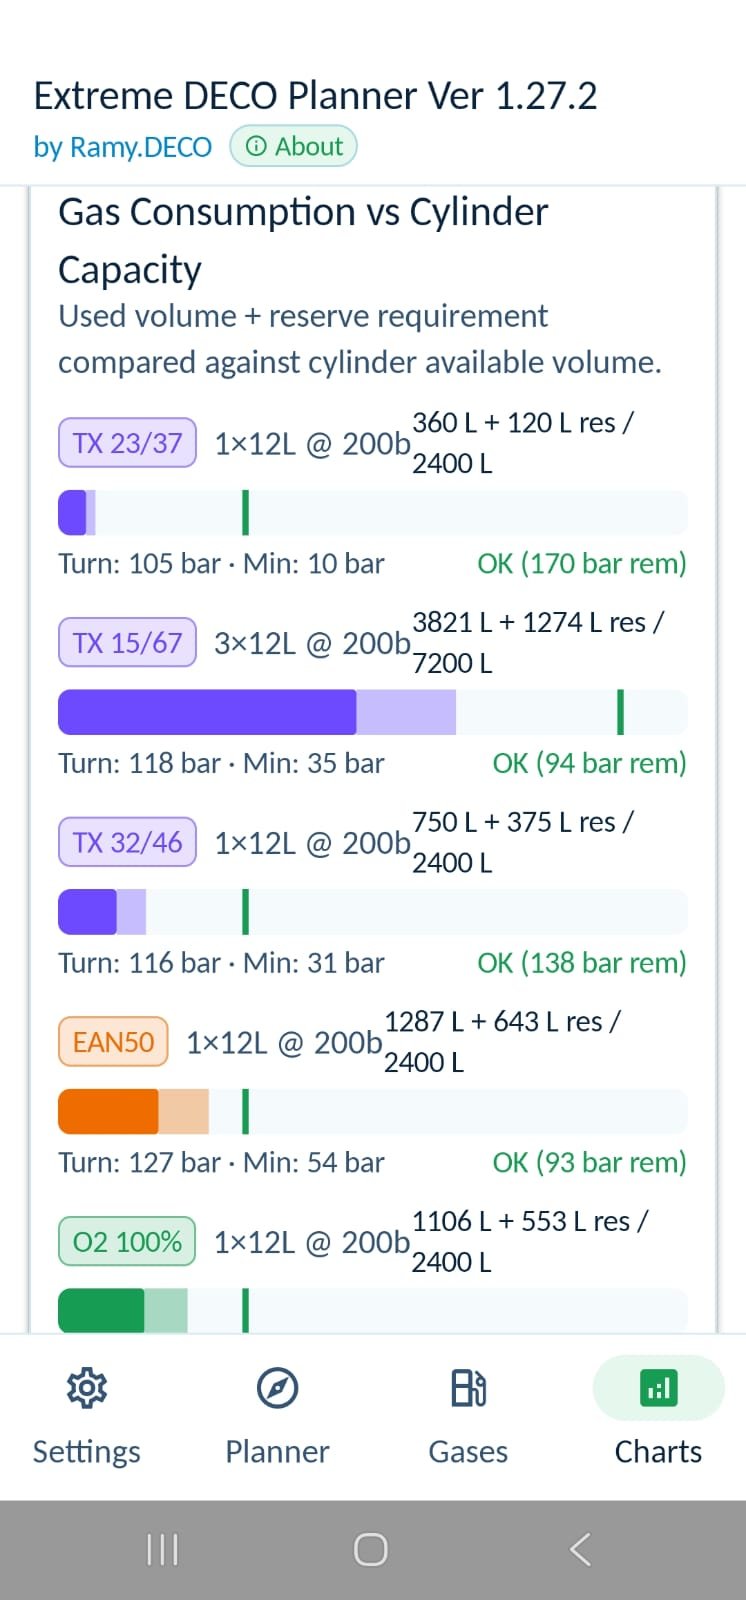 Extreme DECO Planner Ver 1.27.2
by Ramy.DECO
About
Gas Consumption vs Cylinder
Capacity
Used volume + reserve requirement
compared against cylinder available volume.
TX 23/37 1×12L @ 200b 360 L + 120 L res /
2400 L
Turn: 105 bar · Min: 10 bar OK (170 bar rem)
TX 15/67 3×12L @ 200b 3821 L + 1274 L res /
7200 L
Turn: 118 bar · Min: 35 bar OK (94 bar rem)
TX 32/46 1×12L @ 200b 750 L + 375 L res /
2400 L
Turn: 116 bar · Min: 31 bar OK (138 bar rem)
EAN50 1×12L @ 200b 1287 L + 643 L res /
2400 L
Turn: 127 bar · Min: 54 bar OK (93 bar rem)
O2 100% 1×12L @ 200b 1106 L + 553 L res /
2400 L
Settings Planner Gases Charts